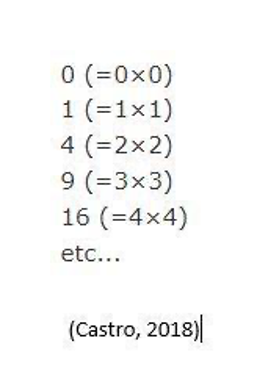 0 (=0×0)
1 (=1×1)
4 (=2×2)
9 (=3×3)
16 (=4×4)
etc...
(Castro, 2018)